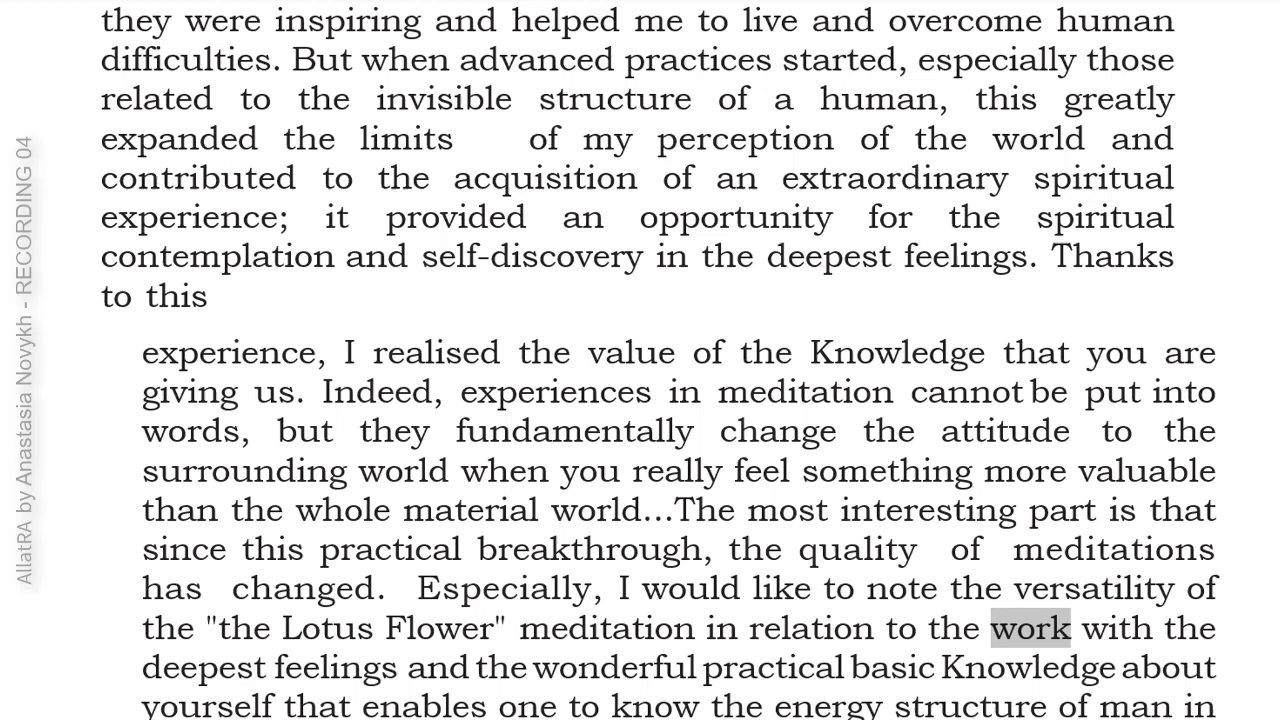 they were inspiring and helped me to live and overcome human
difficulties. But when advanced practices started, especially those
related to the invisible structure of a human, this greatly
expanded the limits of my perception of the world and
contributed to the acquisition of an extraordinary spiritual
experience; it provided an opportunity for the spiritual
contemplation and self-discovery in the deepest feelings. Thanks
to this
experience, I realised the value of the Knowledge that you are
giving us. Indeed, experiences in meditation cannot be put into
words, but they fundamentally change the attitude to the
surrounding world when you really feel something more valuable
than the whole material world...The most interesting part is that
since this practical breakthrough, the quality of meditations
has changed. Especially, I would like to note the versatility of
the "the Lotus Flower" meditation in relation to the work with the
deepest feelings and the wonderful practical basic Knowledge about
yourself that enables one to know the energy structure of man in
AllatRA by Anastasia Novykh - RECORDING 04